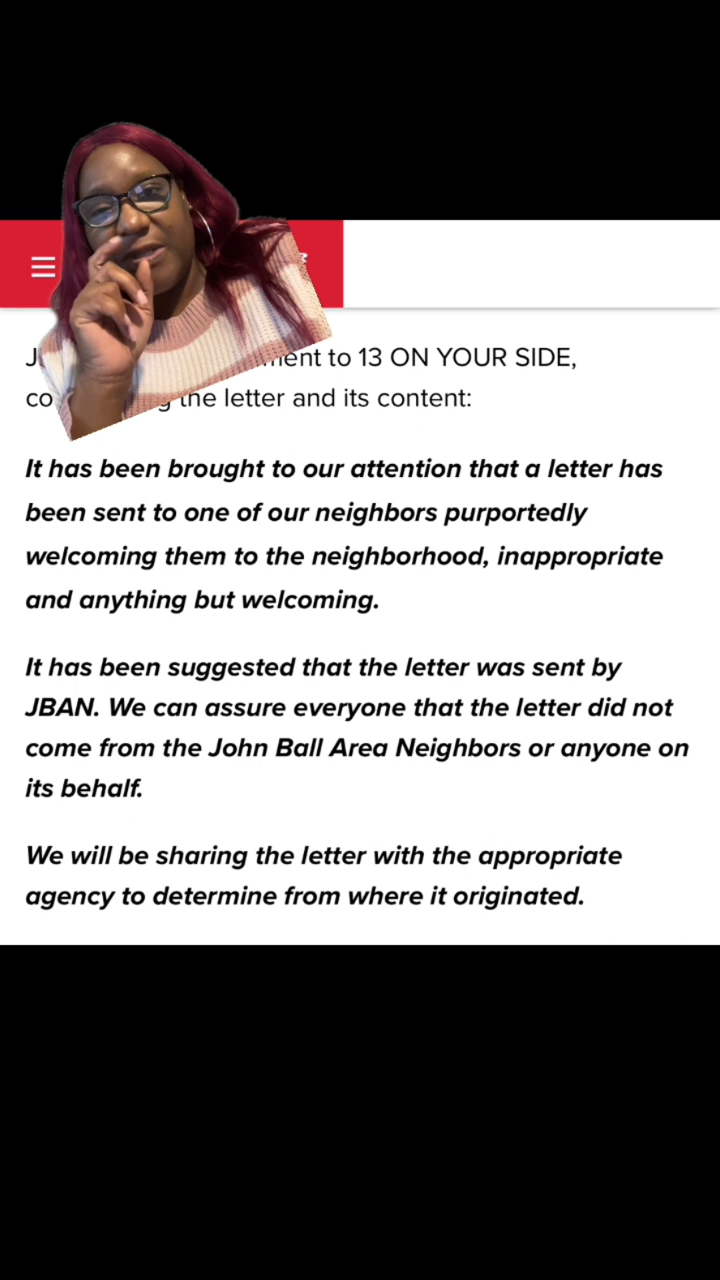 to 13 ON YOUR SIDE,
the letter and its content:
It has been brought to our attention that a letter has
been sent to one of our neighbors purportedly
welcoming them to the neighborhood, inappropriate
and anything but welcoming.
It has been suggested that the letter was sent by
JBAN. We can assure everyone that the letter did not
come from the John Ball Area Neighbors or anyone on
its behalf.
We will be sharing the letter with the appropriate
agency to determine from where it originated.